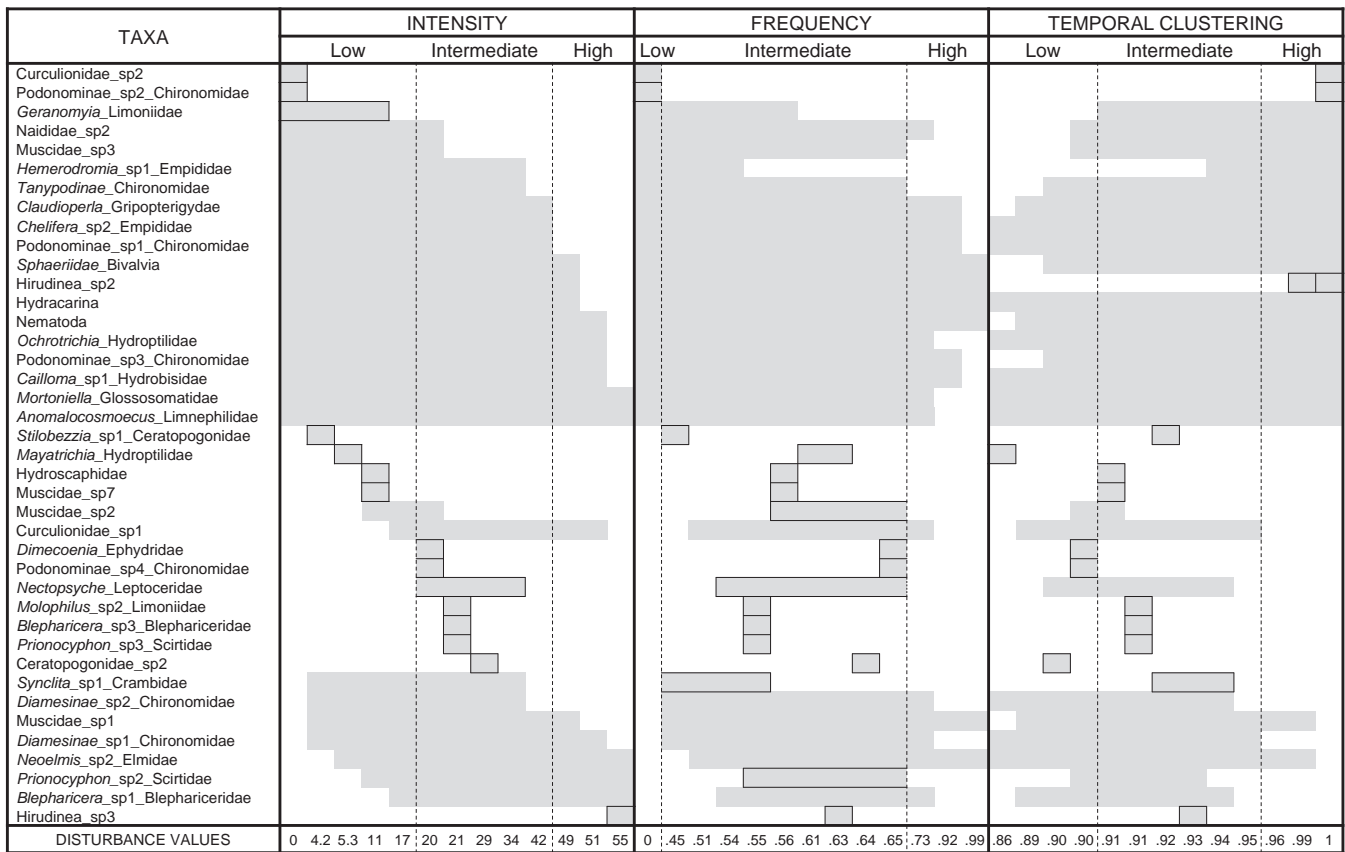 TAXA
INTENSITY
FREQUENCY
TEMPORAL CLUSTERING
Low Intermediate High
Low Intermediate High
Low Intermediate High
Curculionidae_sp2
Podonominae_sp2_Chironomidae
Geranomyia_Limoniidae
Naididae_sp2
Muscidae_sp3
Hemerodromia_sp1_Empididae
Tanypodinae_Chironomidae
Claudioperla_Gripopterigydae
Chelifera_sp2_Empididae
Podonominae_sp1_Chironomidae
Sphaeriidae_Bivalvia
Hirudinea_sp2
Hydracarina
Nematoda
Ochrotrichia_Hydroptilidae
Podonominae_sp3_Chironomidae
Cailloma_sp1_Hydrobisidae
Mortoniella_Glossosomatidae
Anomalocosmoecus_Limnephilidae
Stilobezzia_sp1_Ceratopogonidae
Mayatrichia_Hydroptilidae
Hydroscaphidae
Muscidae_sp7
Muscidae_sp2
Curculionidae_sp1
Dimecoenia_Ephydridae
Podonominae_sp4_Chironomidae
Nectopsyche_Leptoceridae
Molophilus_sp2_Limoniidae
Blepharicera_sp3_Blephariceridae
Prionocyphon_sp3_Scirtidae
Ceratopogonidae_sp2
Synclita_sp1_Crambidae
Diamesinae_sp2_Chironomidae
Muscidae_sp1
Diamesinae_sp1_Chironomidae
Neoelmis_sp2_Elmidae
Prionocyphon_sp2_Scirtidae
Blepharicera_sp1_Blephariceridae
Hirudinea_sp3
DISTURBANCE VALUES 0 4.2 5.3 11 17 20 21 29 34 42 49 51 55 0 .45 .51 .54 .55 .56 .61 .63 .64 .65 .73 .92 .99 .86 .89 .90 .90 .91 .91 .92 .93 .94 .95 .96 .99 1